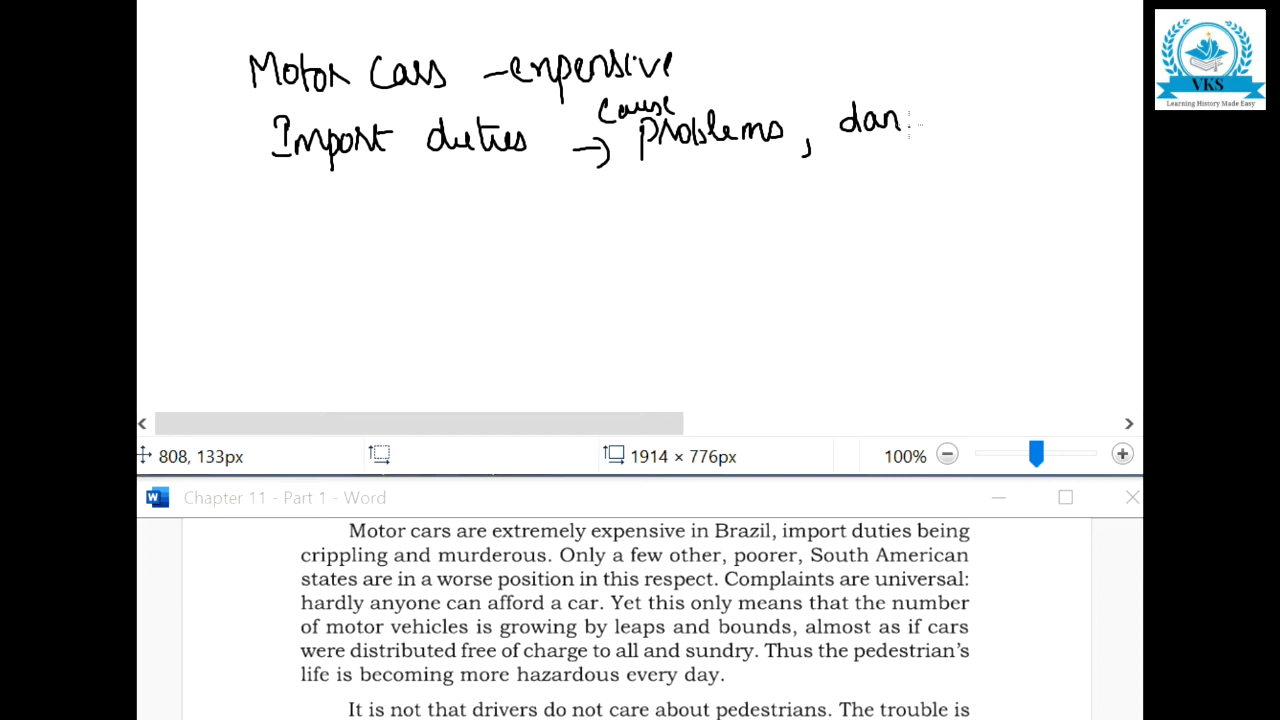 VKS
Learning History Made Easy
Motor Cars - expensive
cause
Import duties → problems, dan
808, 133px
1914 × 776px
100%
Chapter 11 - Part 1 - Word
Motor cars are extremely expensive in Brazil, import duties being
crippling and murderous. Only a few other, poorer, South American
states are in a worse position in this respect. Complaints are universal:
hardly anyone can afford a car. Yet this only means that the number
of motor vehicles is growing by leaps and bounds, almost as if cars
were distributed free of charge to all and sundry. Thus the pedestrian's
life is becoming more hazardous every day.
It is not that drivers do not care about pedestrians. The trouble is